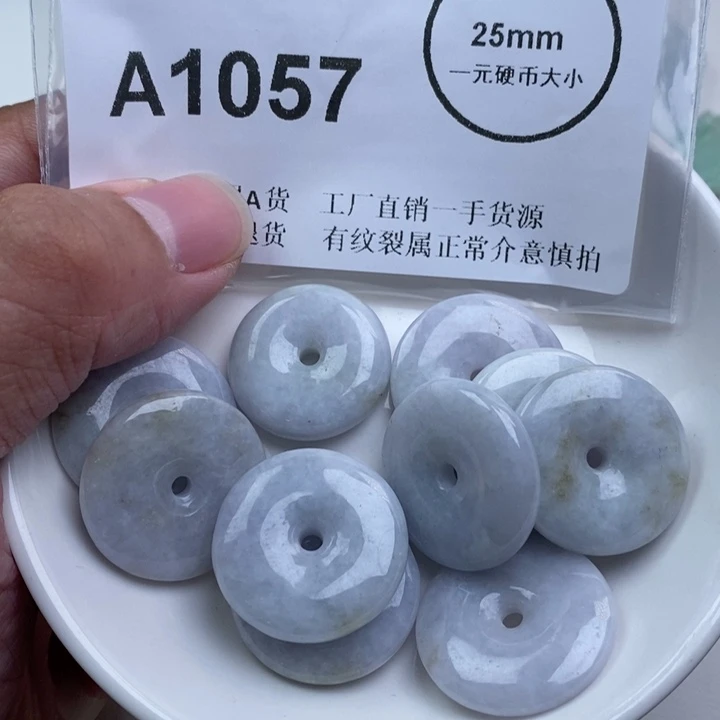 A1057
25mm
一元硬币大小
A货 工厂直销一手货源
退货 有纹裂属正常介意慎拍